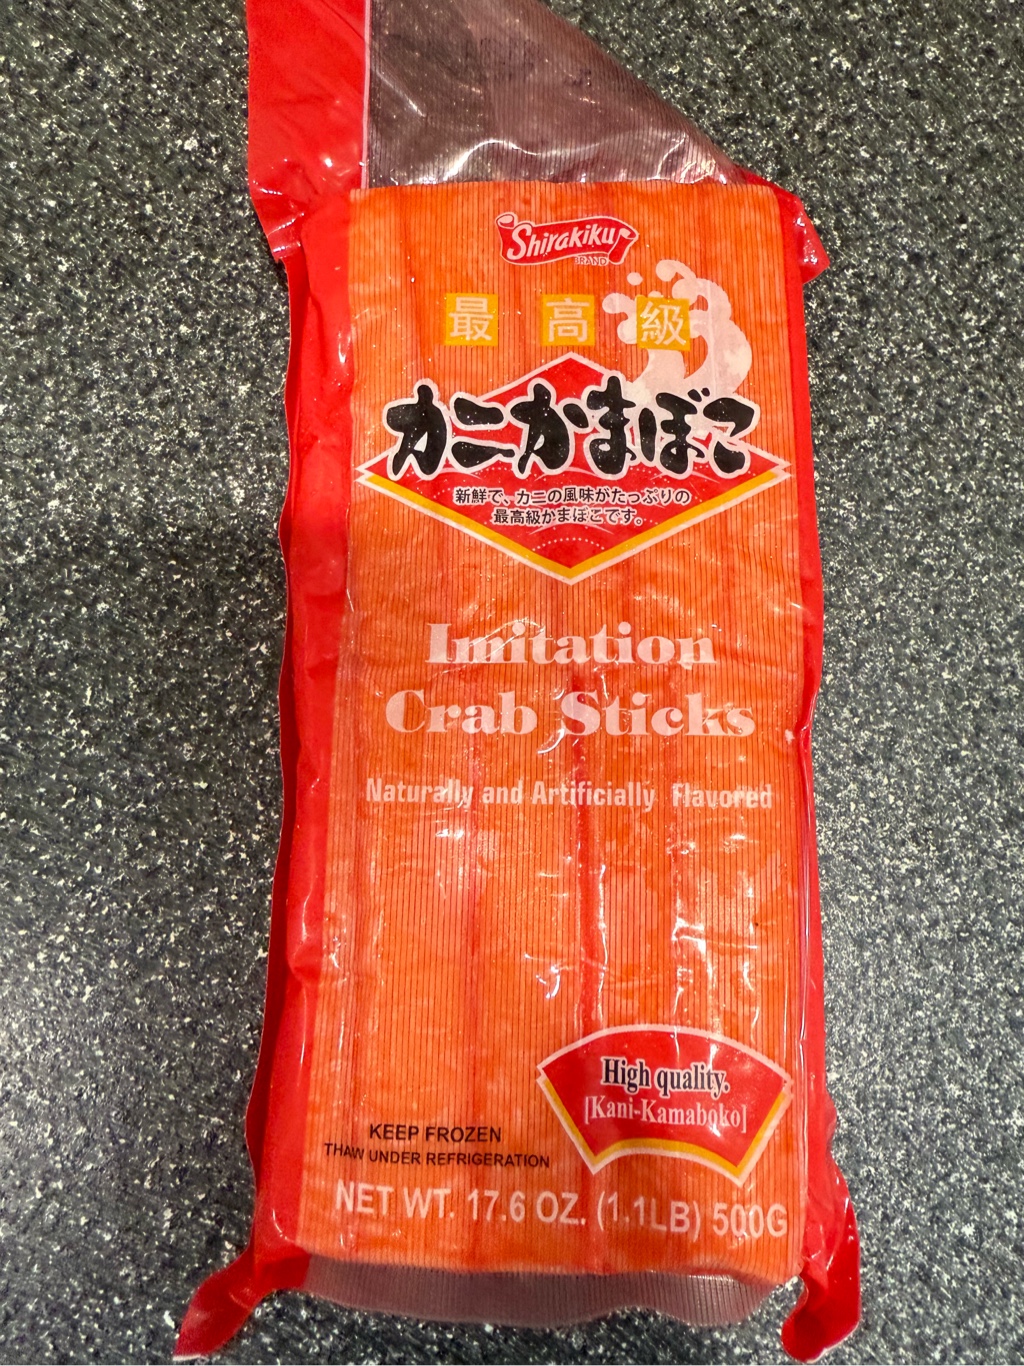 Shirakiku
BRAND
最高級
カニかまぼこ
新鮮で、カニの風味がたっぷりの
最高級かまぼこです。
Imitation
Crab Sticks
Naturally and Artificially Flavored
High quality.
[Kani-Kamaboko]
KEEP FROZEN
THAW UNDER REFRIGERATION
NET WT. 17.6 OZ. (1.1LB) 500G